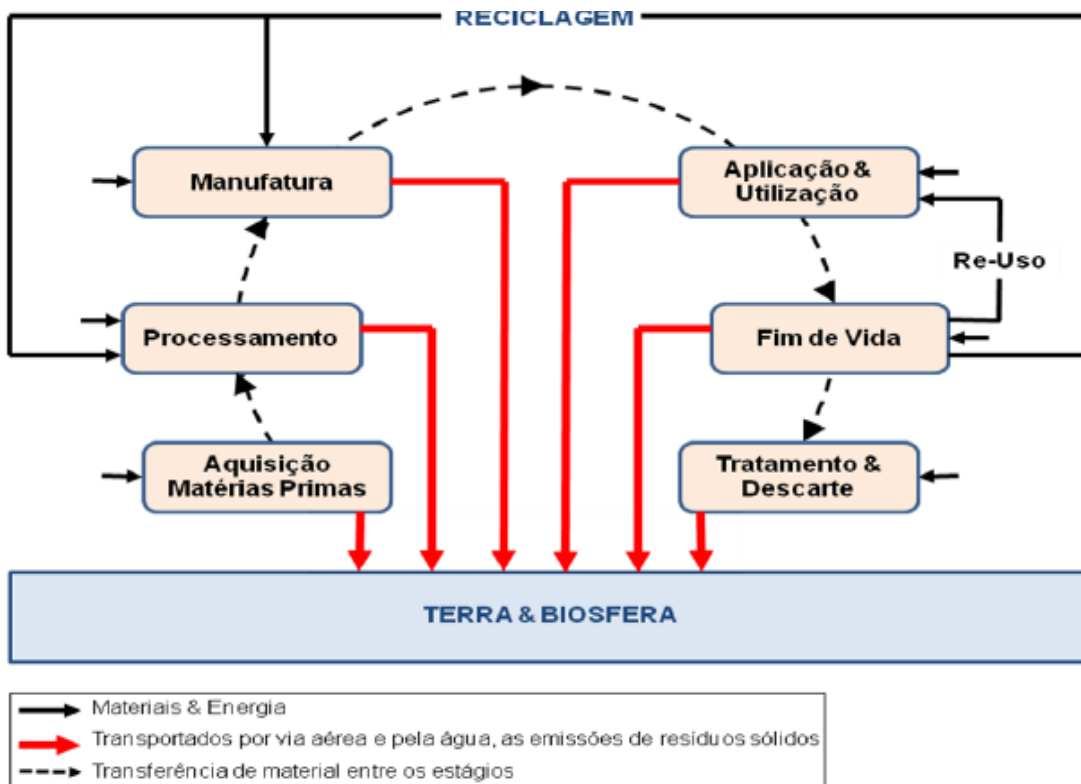 RECICLAGEM
Manufatura
Aplicação &
Utilização
Re-Uso
Processamento
Fim de Vida
Aquisição
Matérias Primas
Tratamento &
Descarte
TERRA & BIOSFERA
Materiais & Energia
Transportados por via aérea e pela água, as emissões de resíduos sólidos
Transferência de material entre os estágios